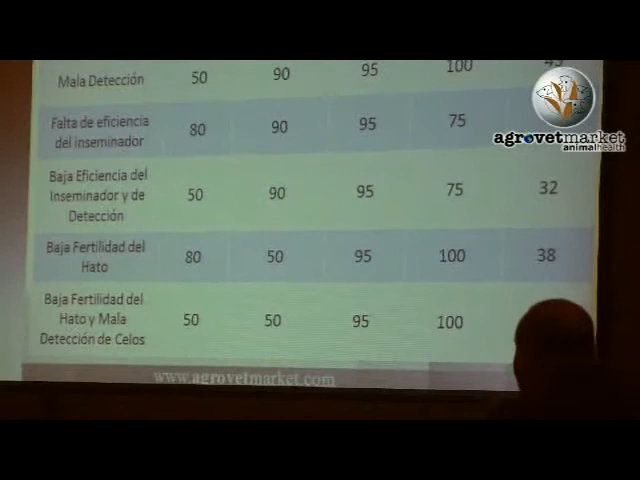 Mala Detección 50 90 95 100
Falta de eficiencia
del inseminador 80 90 95 75
Baja Eficiencia del
Inseminador y de
Detección 50 90 95 75 32
Baja Fertilidad del
Hato 80 50 95 100 38
Baja Fertilidad del
Hato y Mala
Detección de Celos 50 50 95 100
www.agrovetmarket.com
agrovetmarket
animalhealth